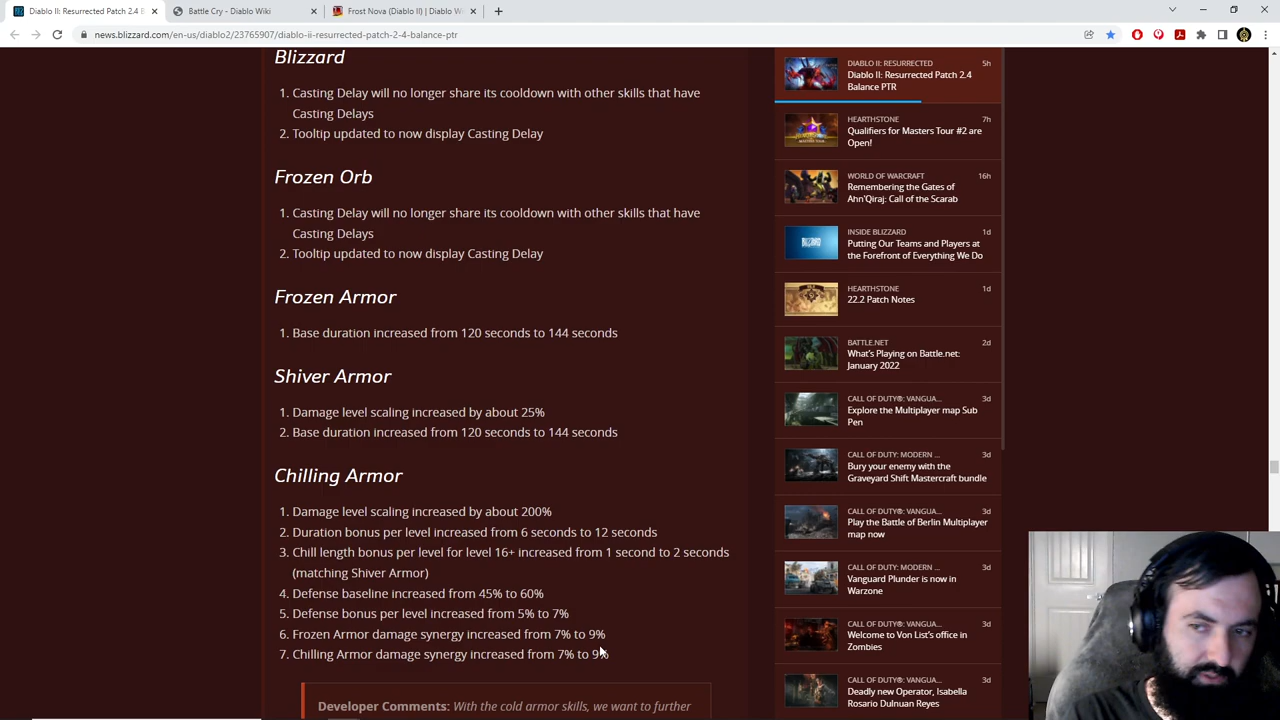 Diablo II: Resurrected Patch 2.4 B
Battle Cry - Diablo Wiki
Frost Nova (Diablo II) | Diablo W
news.blizzard.com/en-us/diablo2/23765907/diablo-ii-resurrected-patch-2-4-balance-ptr
Blizzard
1. Casting Delay will no longer share its cooldown with other skills that have
Casting Delays
2. Tooltip updated to now display Casting Delay
Frozen Orb
1. Casting Delay will no longer share its cooldown with other skills that have
Casting Delays
2. Tooltip updated to now display Casting Delay
Frozen Armor
1. Base duration increased from 120 seconds to 144 seconds
Shiver Armor
1. Damage level scaling increased by about 25%
2. Base duration increased from 120 seconds to 144 seconds
Chilling Armor
1. Damage level scaling increased by about 200%
2. Duration bonus per level increased from 6 seconds to 12 seconds
3. Chill length bonus per level for level 16+ increased from 1 second to 2 seconds
(matching Shiver Armor)
4. Defense baseline increased from 45% to 60%
5. Defense bonus per level increased from 5% to 7%
6. Frozen Armor damage synergy increased from 7% to 9%
7. Chilling Armor damage synergy increased from 7% to 9%
Developer Comments: With the cold armor skills, we want to further
DIABLO II: RESURRECTED 5h
Diablo II: Resurrected Patch 2.4
Balance PTR
HEARTHSTONE 7h
Qualifiers for Masters Tour #2 are
Open!
WORLD OF WARCRAFT 16h
Remembering the Gates of
Ahn'Qiraj: Call of the Scarab
INSIDE BLIZZARD 1d
Putting Our Teams and Players at
the Forefront of Everything We Do
HEARTHSTONE 1d
22.2 Patch Notes
BATTLE.NET 2d
What's Playing on Battle.net:
January 2022
CALL OF DUTY®: VANGUA... 3d
Explore the Multiplayer map Sub
Pen
CALL OF DUTY: MODERN ... 3d
Bury your enemy with the
Graveyard Shift Mastercraft bundle
CALL OF DUTY®: VANGUA... 3d
Play the Battle of Berlin Multiplayer
map now
CALL OF DUTY: MODERN ... 3d
Vanguard Plunder is now in
Warzone
CALL OF DUTY®: VANGUA... 3d
Welcome to Von List's office in
Zombies
CALL OF DUTY®: VANGUA... 3d
Deadly new Operator, Isabella
Rosario Dulnuan Reyes